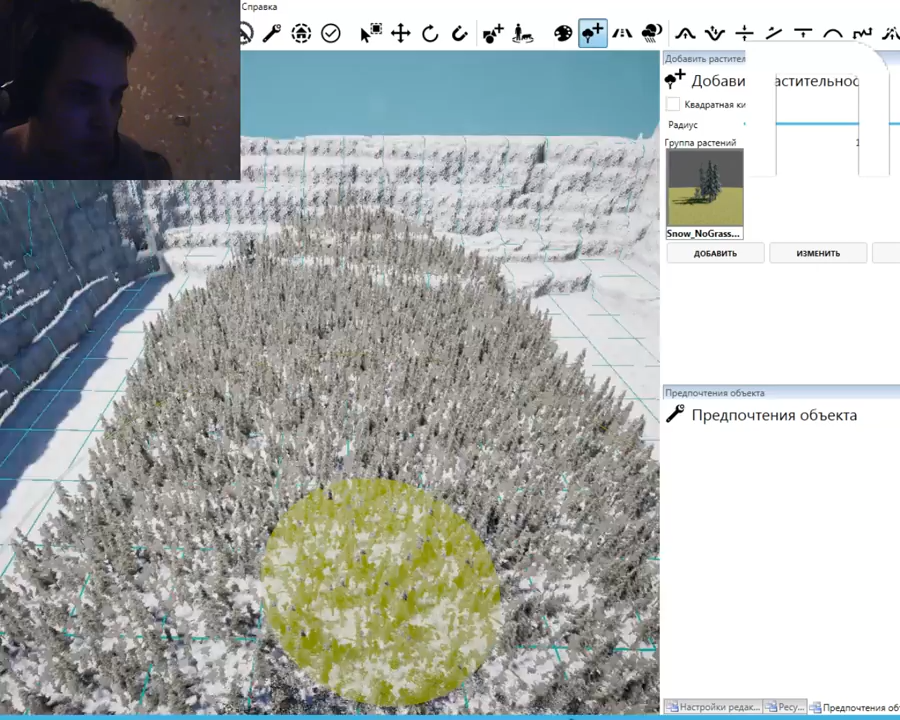 Справка
Добавить растител
Добави астительнос
Квадратная ки
Радиус
Группа растений
Snow_NoGrass...
ДОБАВИТЬ
ИЗМЕНИТЬ
Предпочтения объекта
Предпочтения объекта
Настройки редак...
Ресу...
Предпочтения об